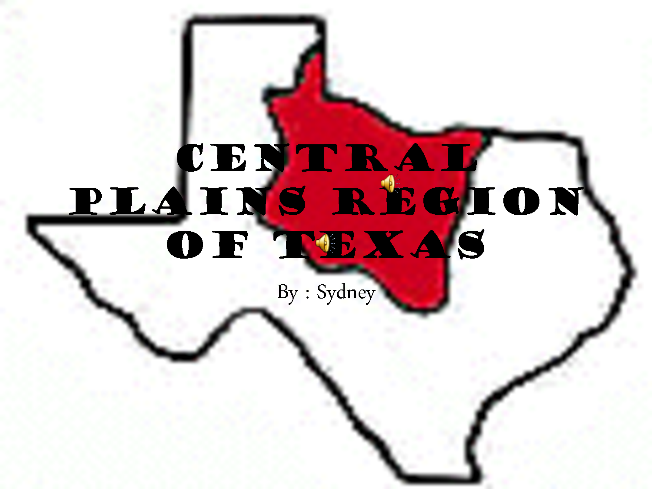 CENTRAL
PLAINS REGION
OF TEXAS
By : Sydney